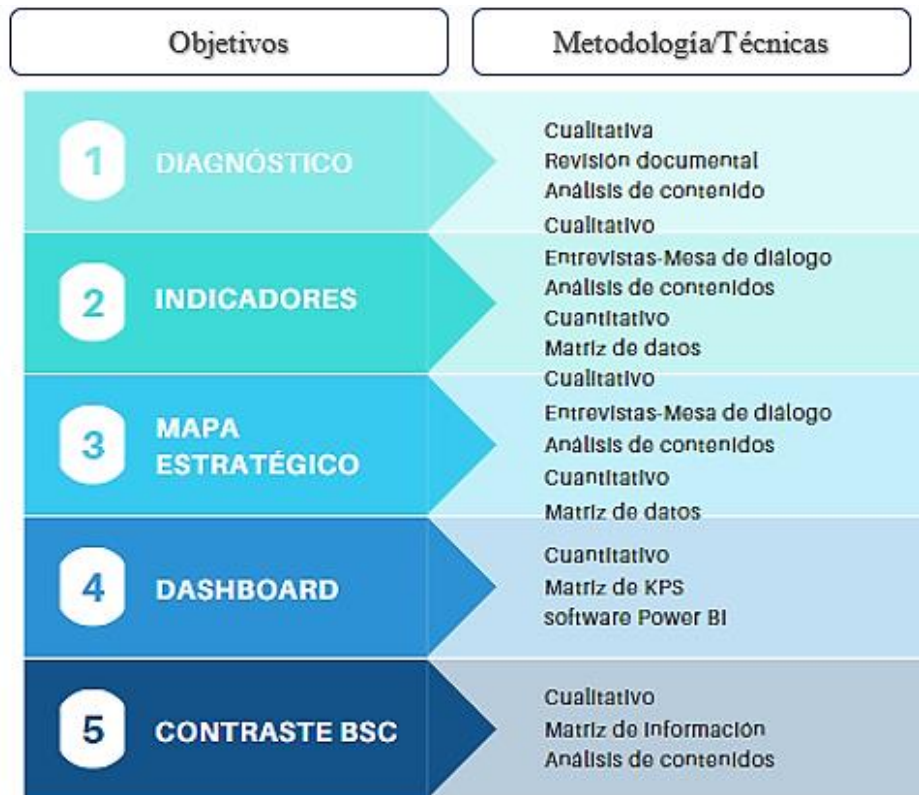 Objetivos
Metodología/Técnicas
1
DIAGNÓSTICO
Cualitativa
Revisión documental
Análisis de contenido
2
INDICADORES
Cualitativo
Entrevistas-Mesa de diálogo
Análisis de contenidos
Cuantitativo
Matriz de datos
3
MAPA
ESTRATÉGICO
Cualitativo
Entrevistas-Mesa de diálogo
Análisis de contenidos
Cuantitativo
Matriz de datos
4
DASHBOARD
Cuantitativo
Matriz de KPS
software Power BI
5
CONTRASTE BSC
Cualitativo
Matriz de Información
Análisis de contenidos